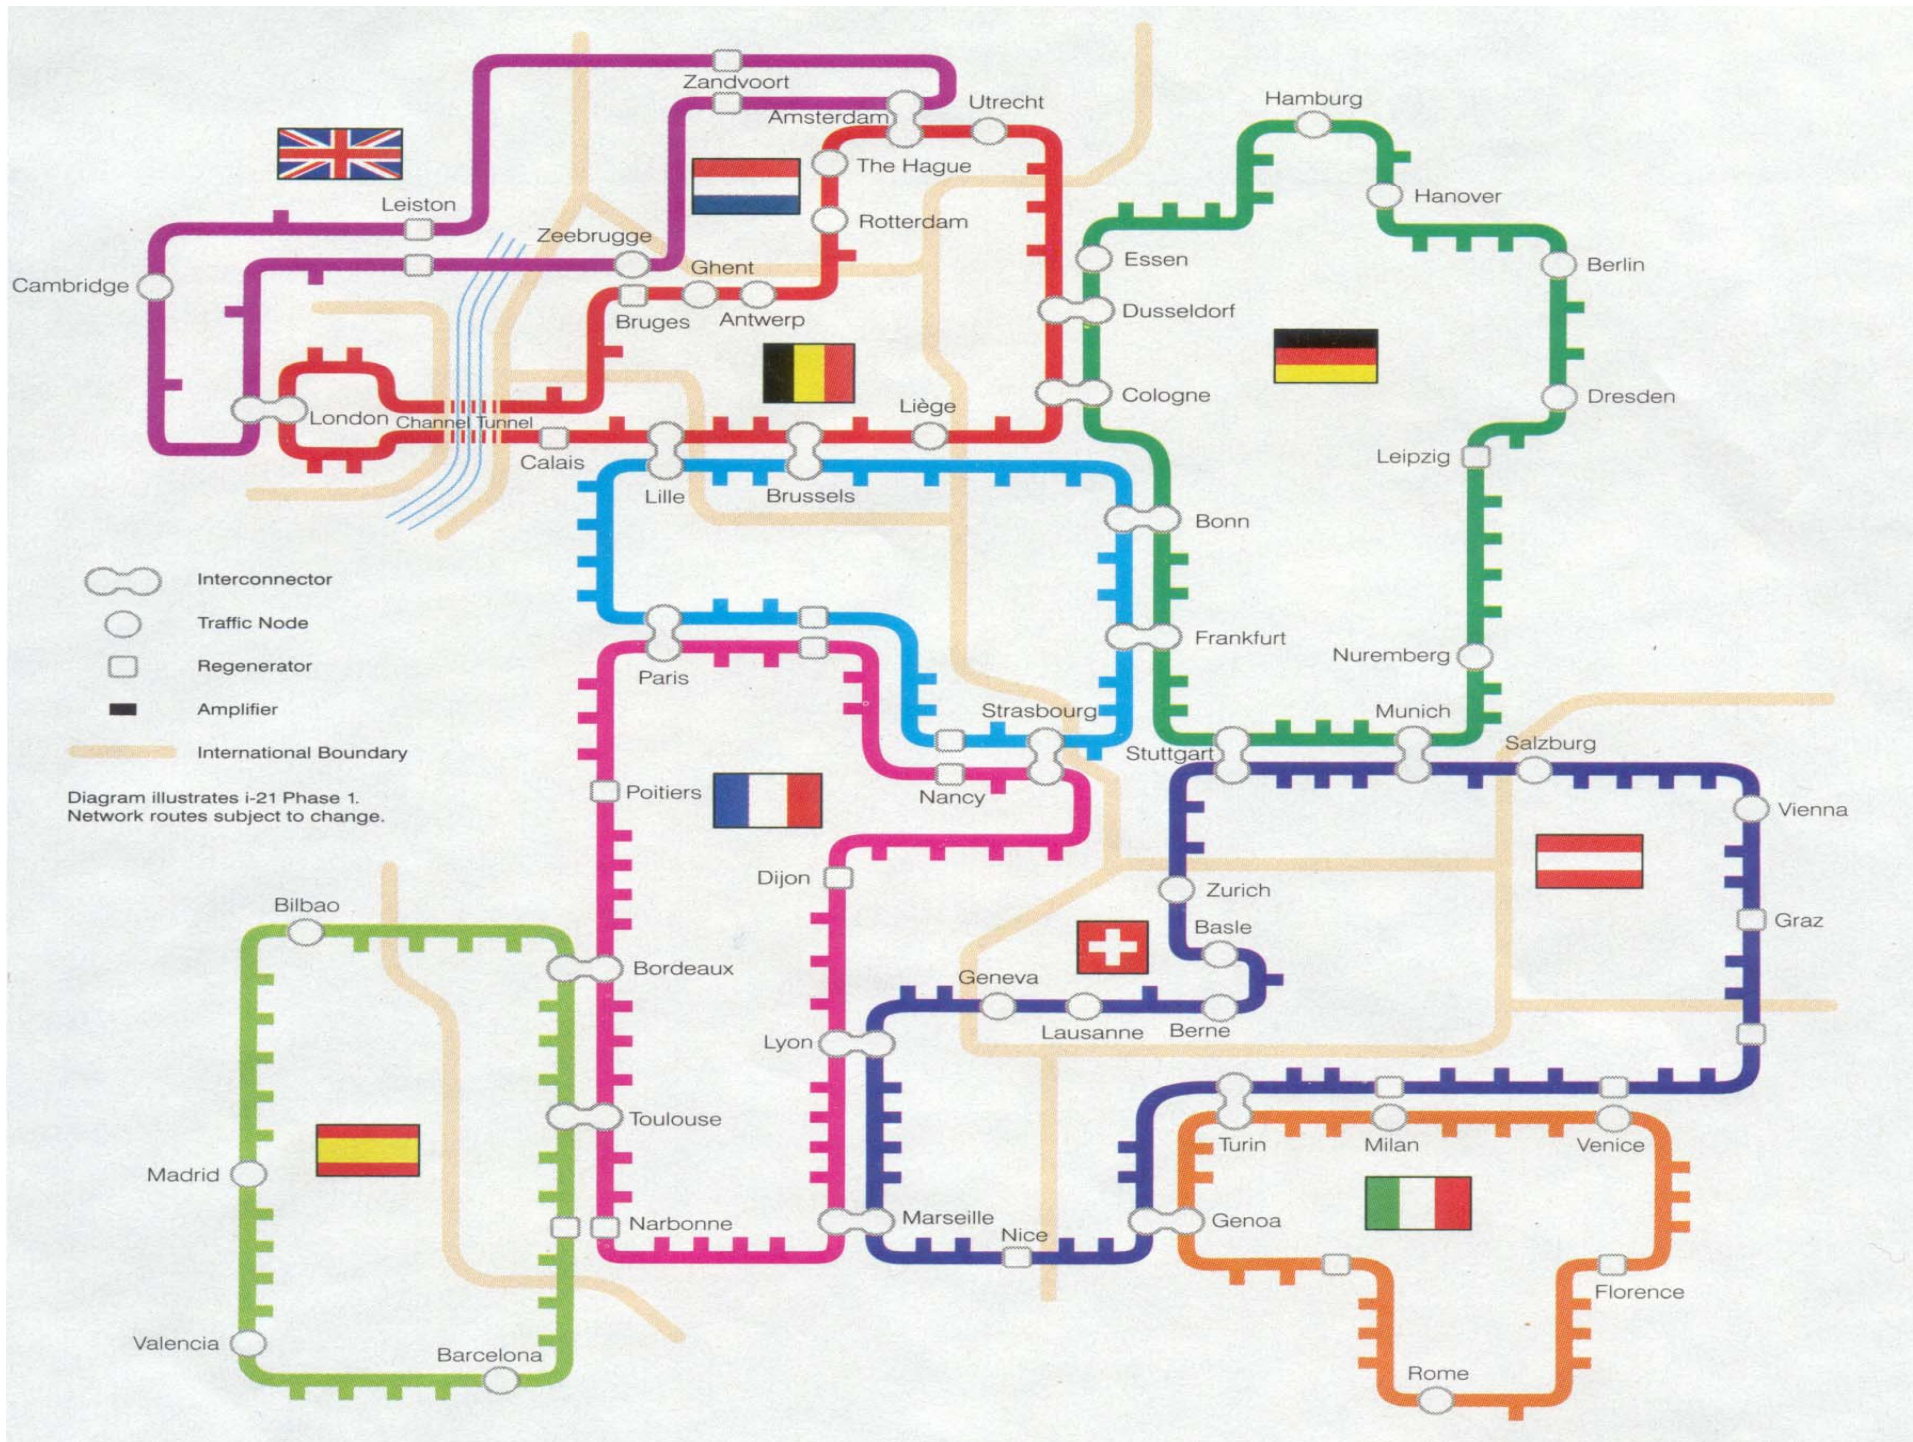 Zandvoort
Amsterdam
Utrecht
Hamburg
The Hague
Hanover
Leiston
Rotterdam
Zeebrugge
Ghent
Essen
Berlin
Cambridge
Bruges
Antwerp
Dusseldorf
Liège
Cologne
Dresden
London
Channel Tunnel
Calais
Leipzig
Lille
Brussels
Bonn
Interconnector
Traffic Node
Regenerator
Amplifier
International Boundary
Diagram illustrates i-21 Phase 1.
Network routes subject to change.
Frankfurt
Nuremberg
Paris
Strasbourg
Munich
Stuttgart
Salzburg
Poitiers
Nancy
Vienna
Dijon
Zurich
Bilbao
Basle
Graz
Bordeaux
Geneva
Lausanne
Berne
Lyon
Toulouse
Turin
Milan
Venice
Madrid
Narbonne
Marseille
Nice
Genoa
Florence
Valencia
Barcelona
Rome